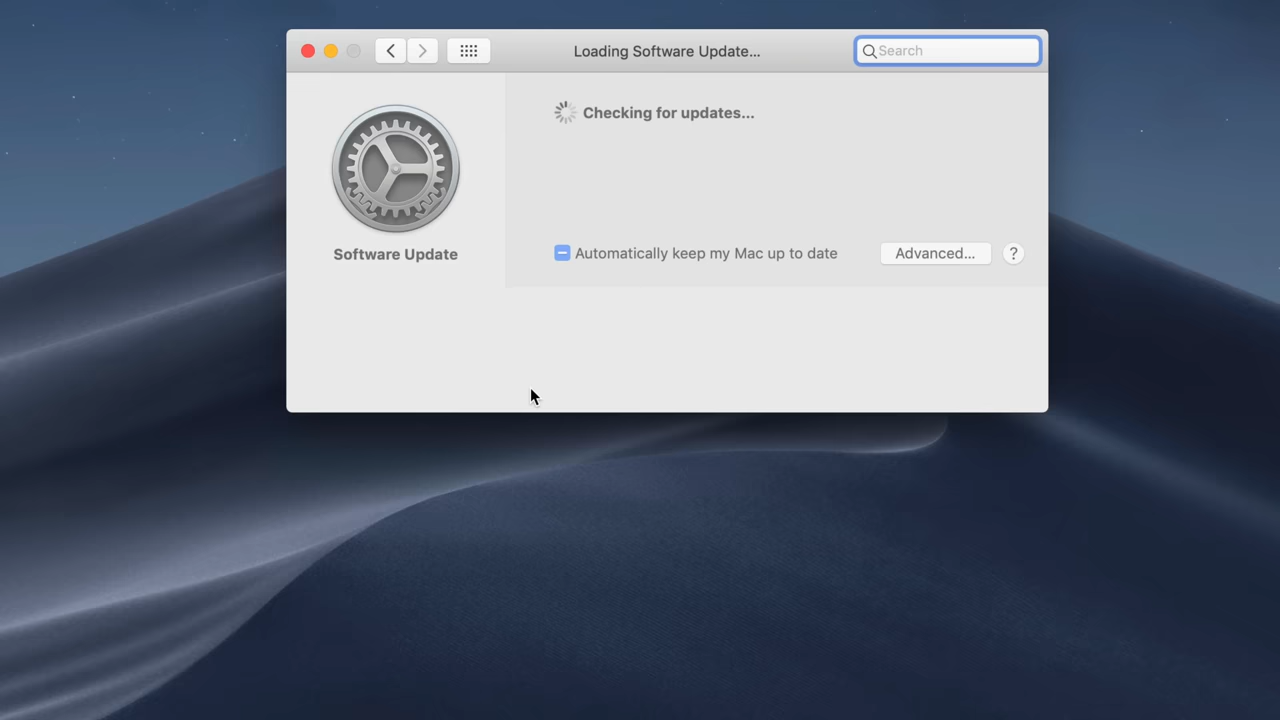 Loading Software Update...
Search
Checking for updates...
Software Update
Automatically keep my Mac up to date
Advanced...
?